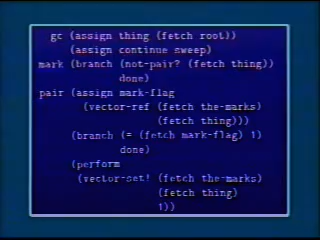 gc (assign thing (fetch root))
(assign continue sweep)
mark (branch (not-pair? (fetch thing))
done)
pair (assign mark-flag
(vector-ref (fetch the-marks)
(fetch thing)))
(branch (= (fetch mark-flag) 1)
done)
(perform
(vector-set! (fetch the-marks)
(fetch thing)
1))